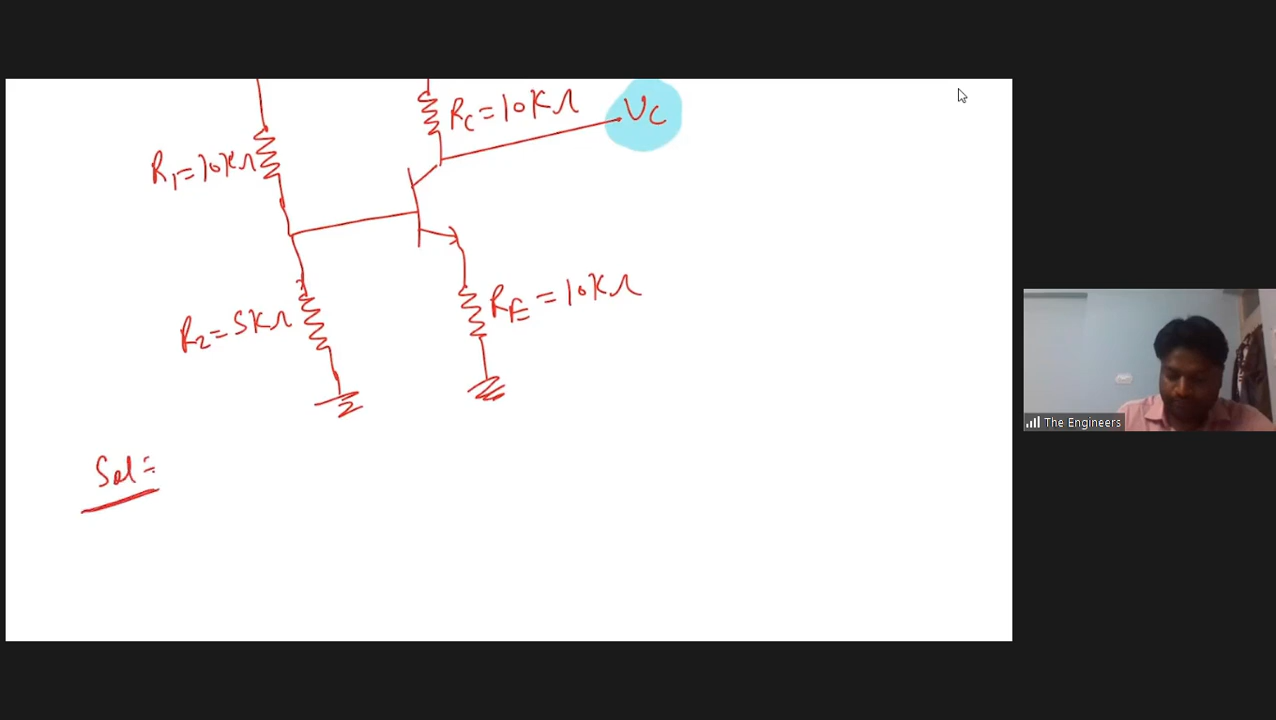 RC=10KΩ
VC
R1=10KΩ
RE=10KΩ
R2=5KΩ
Sol:
The Engineers